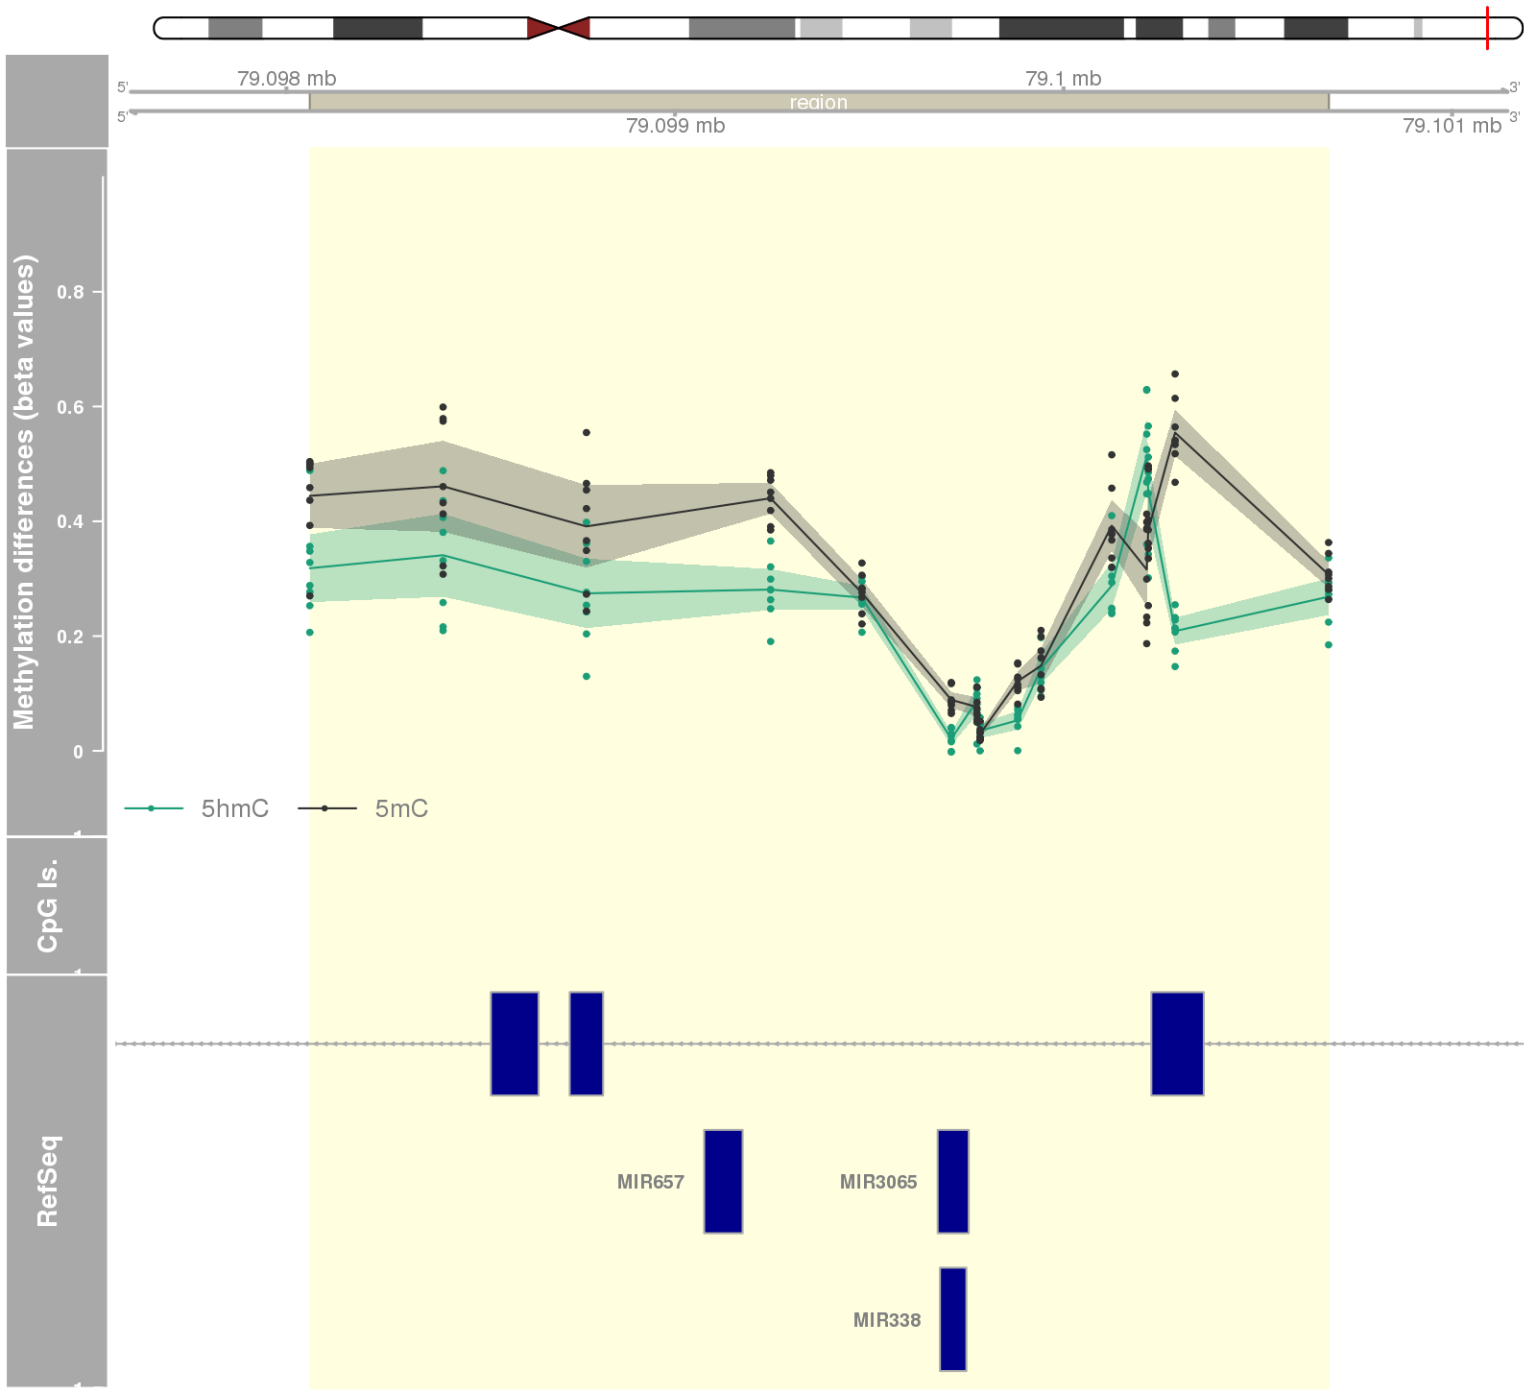 79.098 mb
79.1 mb
5'
3'
region
5'
3'
79.099 mb
79.101 mb
Methylation differences (beta values)
0.8
0.6
0.4
0.2
0
5hmC
5mC
CpG Is.
RefSeq
MIR657
MIR3065
MIR338